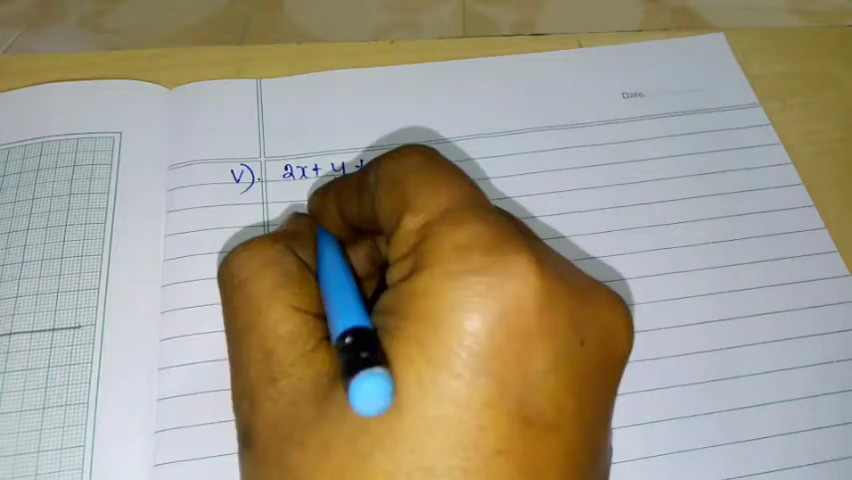 Date.
v). 2x+ y +